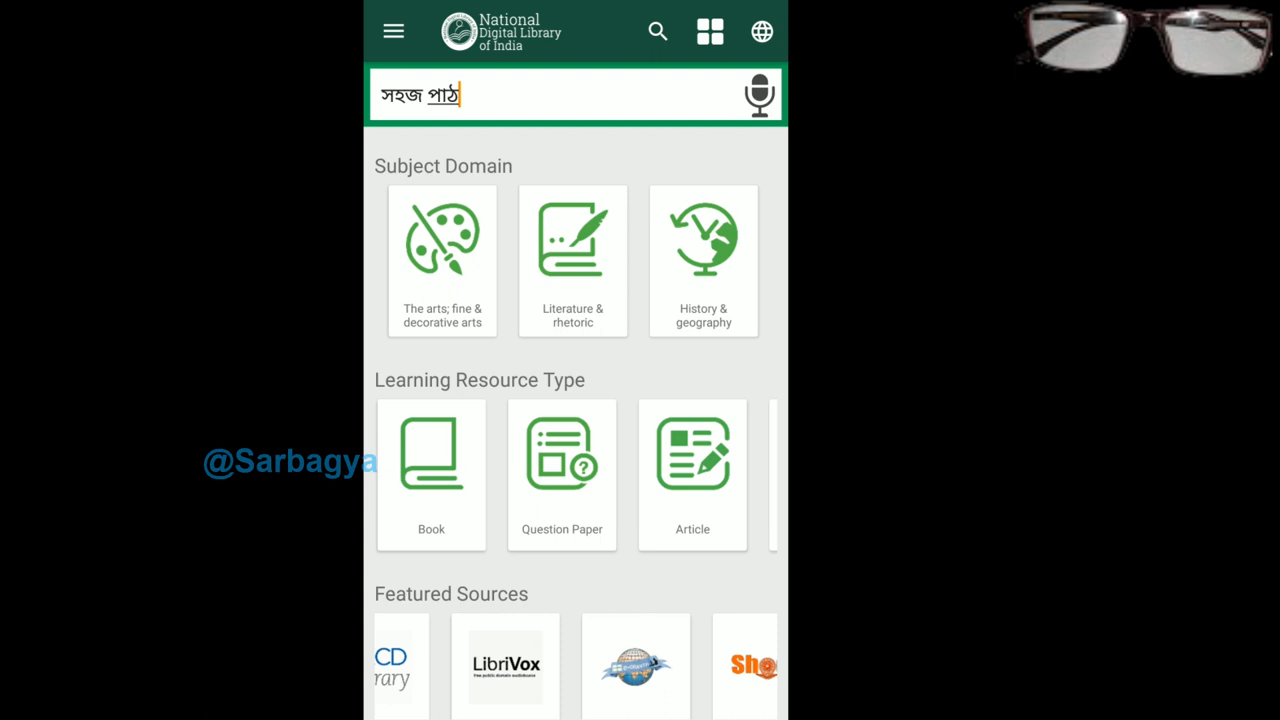 National
Digital Library
of India
সহজ পাঠ
Subject Domain
The arts; fine &
decorative arts
Literature &
rhetoric
History &
geography
Learning Resource Type
@Sarbagya
Book
Question Paper
Article
Featured Sources
CD
rary
LibriVox
free public domain audiobooks
Sho